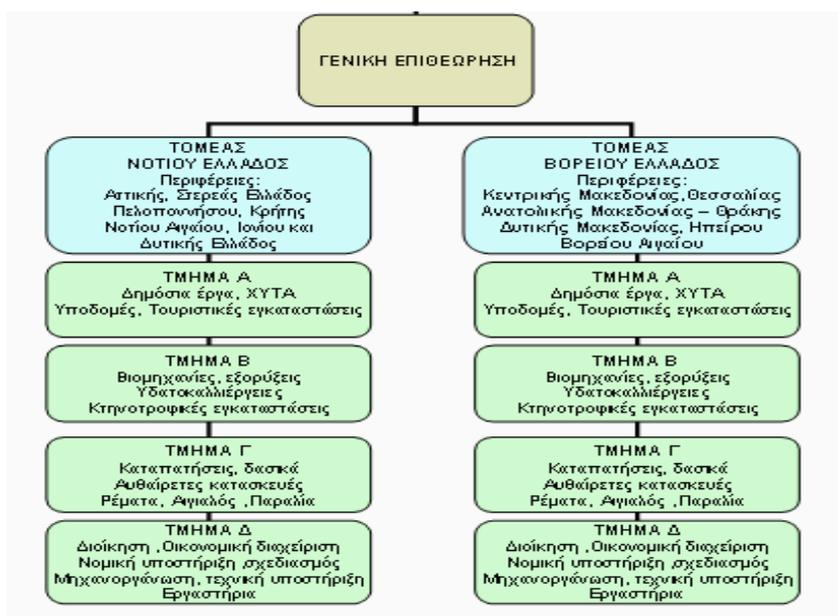 ΓΕΝΙΚΗ ΕΠΙΘΕΩΡΗΣΗ
ΤΟΜΕΑΣ
ΝΟΤΙΟΥ ΕΛΛΑΔΟΣ
Περιφέρειες:
Αττικής, Στερεάς Ελλάδος
Πελοποννήσου, Κρήτης
Νοτίου Αιγαίου, Ιονίου και
Δυτικής Ελλάδος
ΤΜΗΜΑ Α
Δημόσια έργα, ΧΥΤΑ
Υποδομές, Τουριστικές εγκαταστάσεις
ΤΜΗΜΑ Β
Βιομηχανίες, εξορύξεις
Υδατοκαλλιέργειες
Κτηνοτροφικές εγκαταστάσεις
ΤΜΗΜΑ Γ
Καταπατήσεις, δασικά
Αυθαίρετες κατασκευές
Ρέματα, Αιγιαλός ,Παραλία
ΤΜΗΜΑ Δ
Διοίκηση ,Οικονομική διαχείριση
Νομική υποστήριξη ,σχεδιασμός
Μηχανοργάνωση, τεχνική υποστήριξη
Εργαστήρια
ΤΟΜΕΑΣ
ΒΟΡΕΙΟΥ ΕΛΛΑΔΟΣ
Περιφέρειες:
Κεντρικής Μακεδονίας,Θεσσαλίας
Ανατολικής Μακεδονίας – Θράκης
Δυτικής Μακεδονίας, Ηπείρου
Βορείου Αιγαίου
ΤΜΗΜΑ Α
Δημόσια έργα, ΧΥΤΑ
Υποδομές, Τουριστικές εγκαταστάσεις
ΤΜΗΜΑ Β
Βιομηχανίες, εξορύξεις
Υδατοκαλλιέργειες
Κτηνοτροφικές εγκαταστάσεις
ΤΜΗΜΑ Γ
Καταπατήσεις, δασικά
Αυθαίρετες κατασκευές
Ρέματα, Αιγιαλός ,Παραλία
ΤΜΗΜΑ Δ
Διοίκηση ,Οικονομική διαχείριση
Νομική υποστήριξη ,σχεδιασμός
Μηχανοργάνωση, τεχνική υποστήριξη
Εργαστήρια